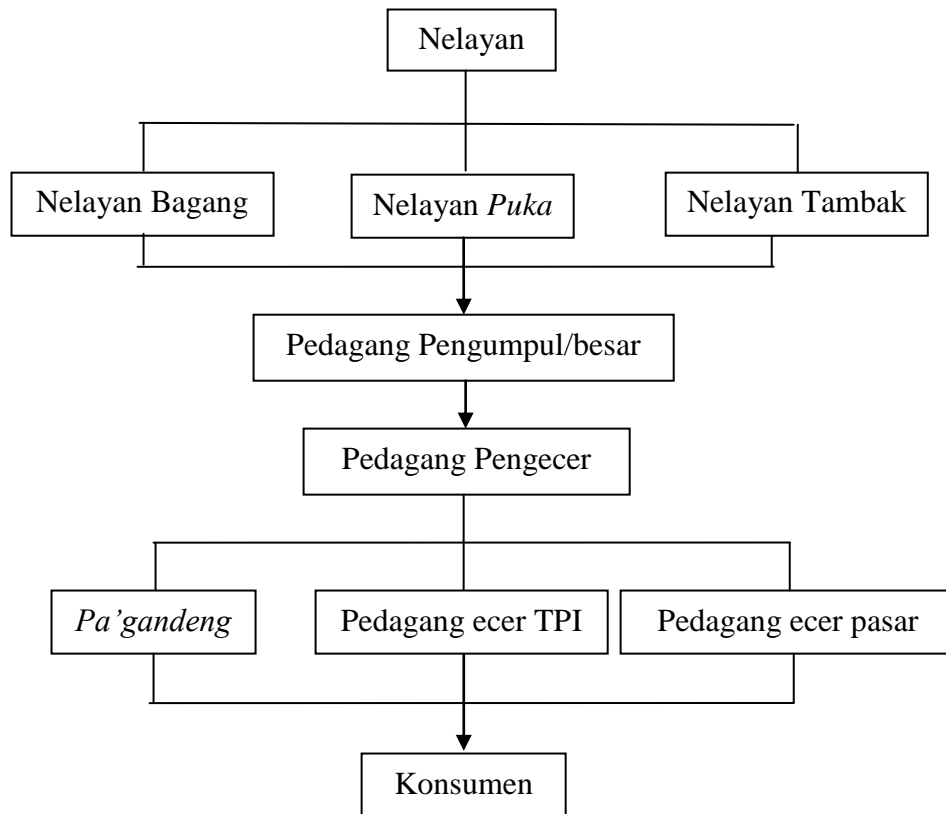 Nelayan
Nelayan Bagang
Nelayan Puka
Nelayan Tambak
Pedagang Pengumpul/besar
Pedagang Pengecer
Pa’gandeng
Pedagang ecer TPI
Pedagang ecer pasar
Konsumen